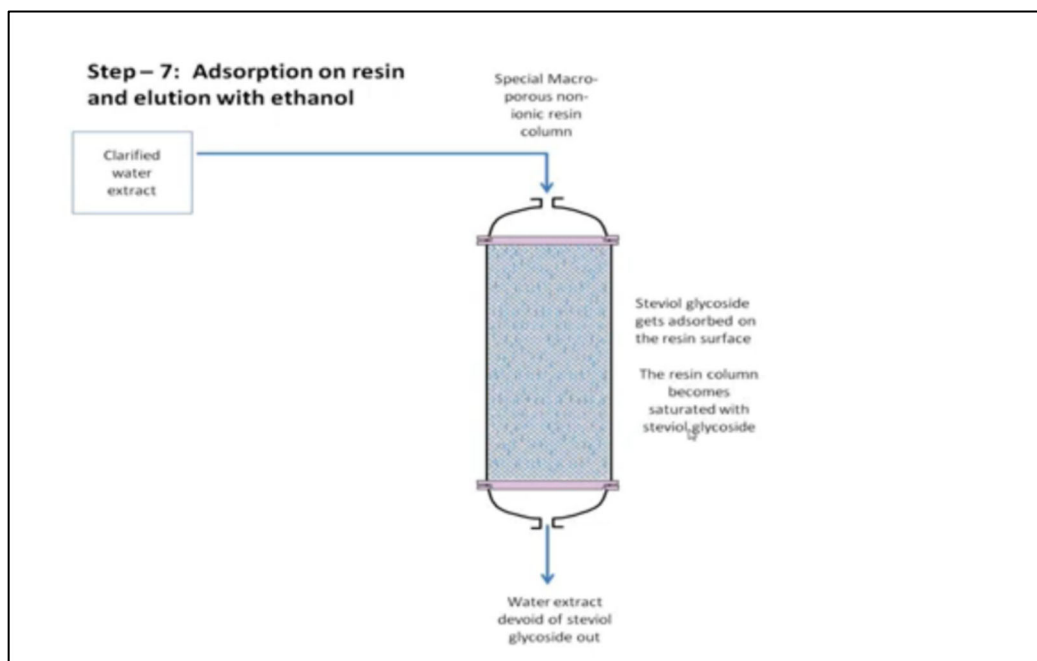 Step – 7:  Adsorption on resin
and elution with ethanol
Special Macro-
porous non-
ionic resin
column
Clarified
water
extract
Steviol glycoside
gets adsorbed on
the resin surface
The resin column
becomes
saturated with
steviol glycoside
Water extract
devoid of steviol
glycoside out